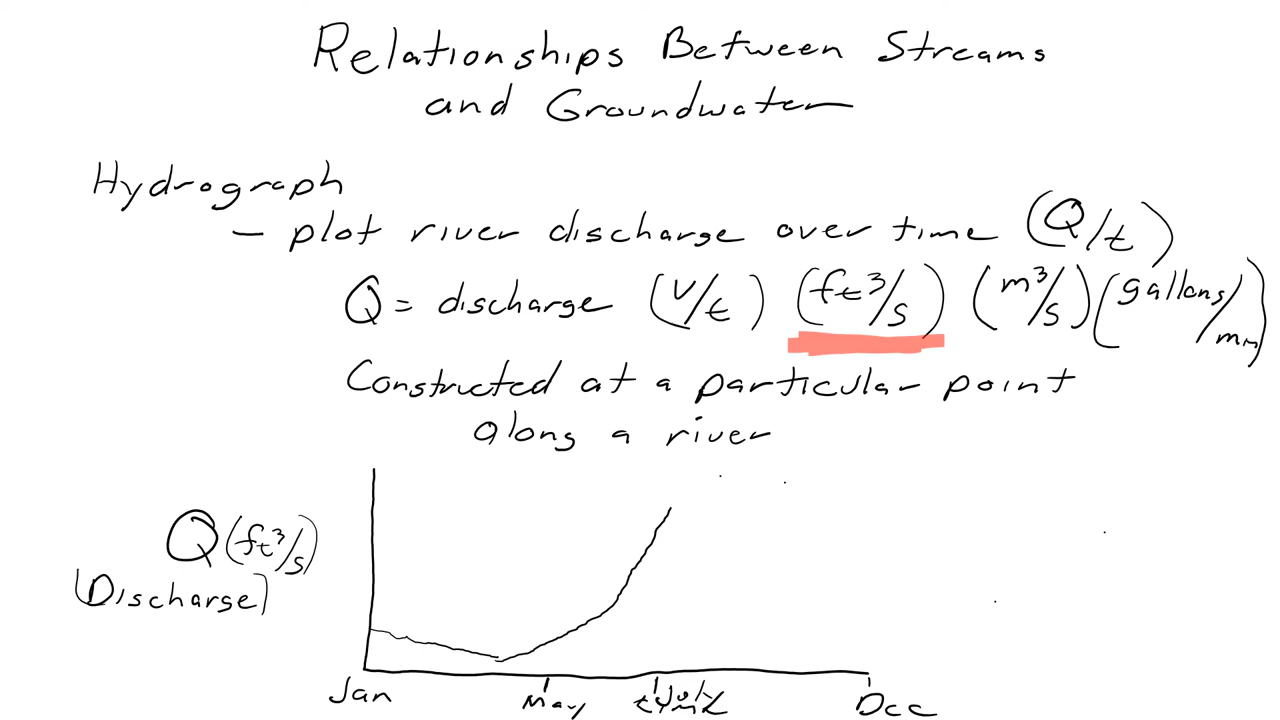 Relationships Between Streams
and Groundwater
Hydrograph
- plot river discharge over time (Q/t)
Q = discharge (V/t) (ft³/s) (m³/s) (gallons/min)
Constructed at a particular point
along a river
Q (ft³/s)
(Discharge)
Jan May July Dec